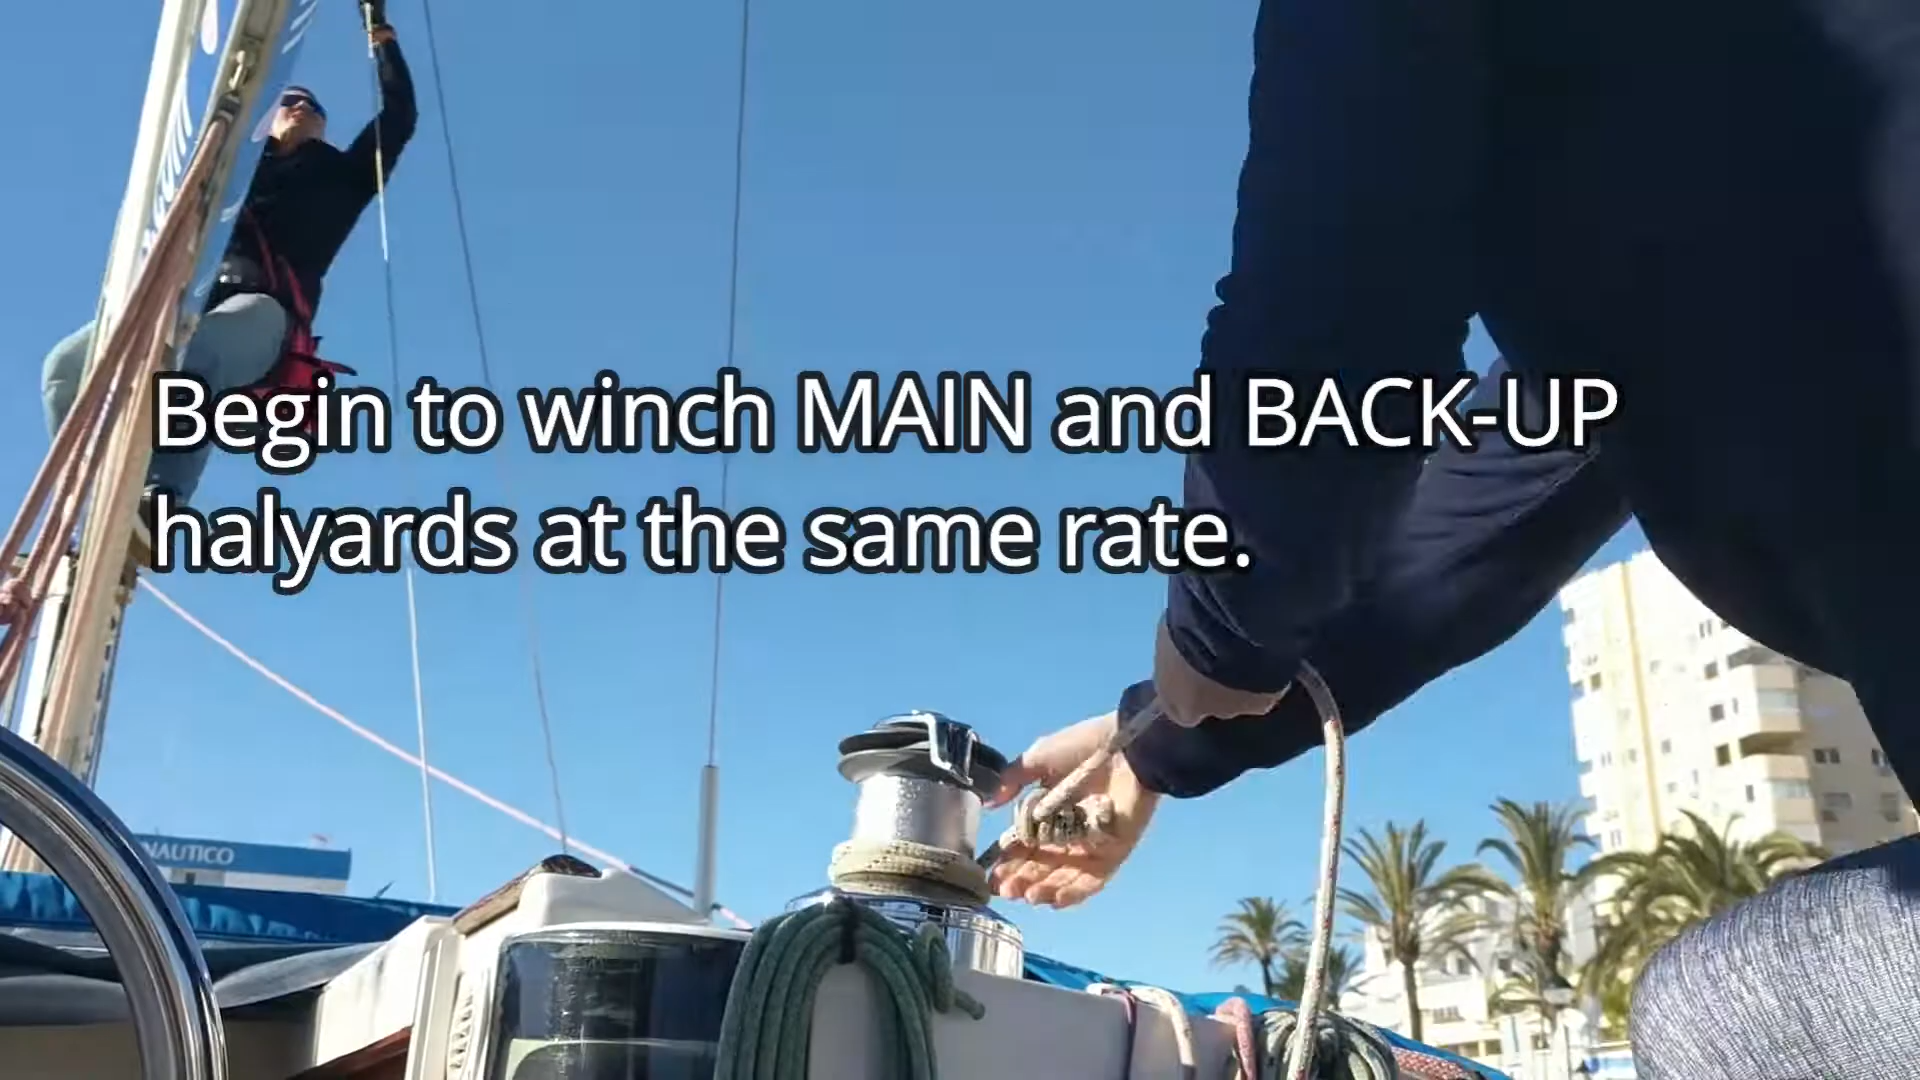 Begin to winch MAIN and BACK-UP
halyards at the same rate.
NAUTICO